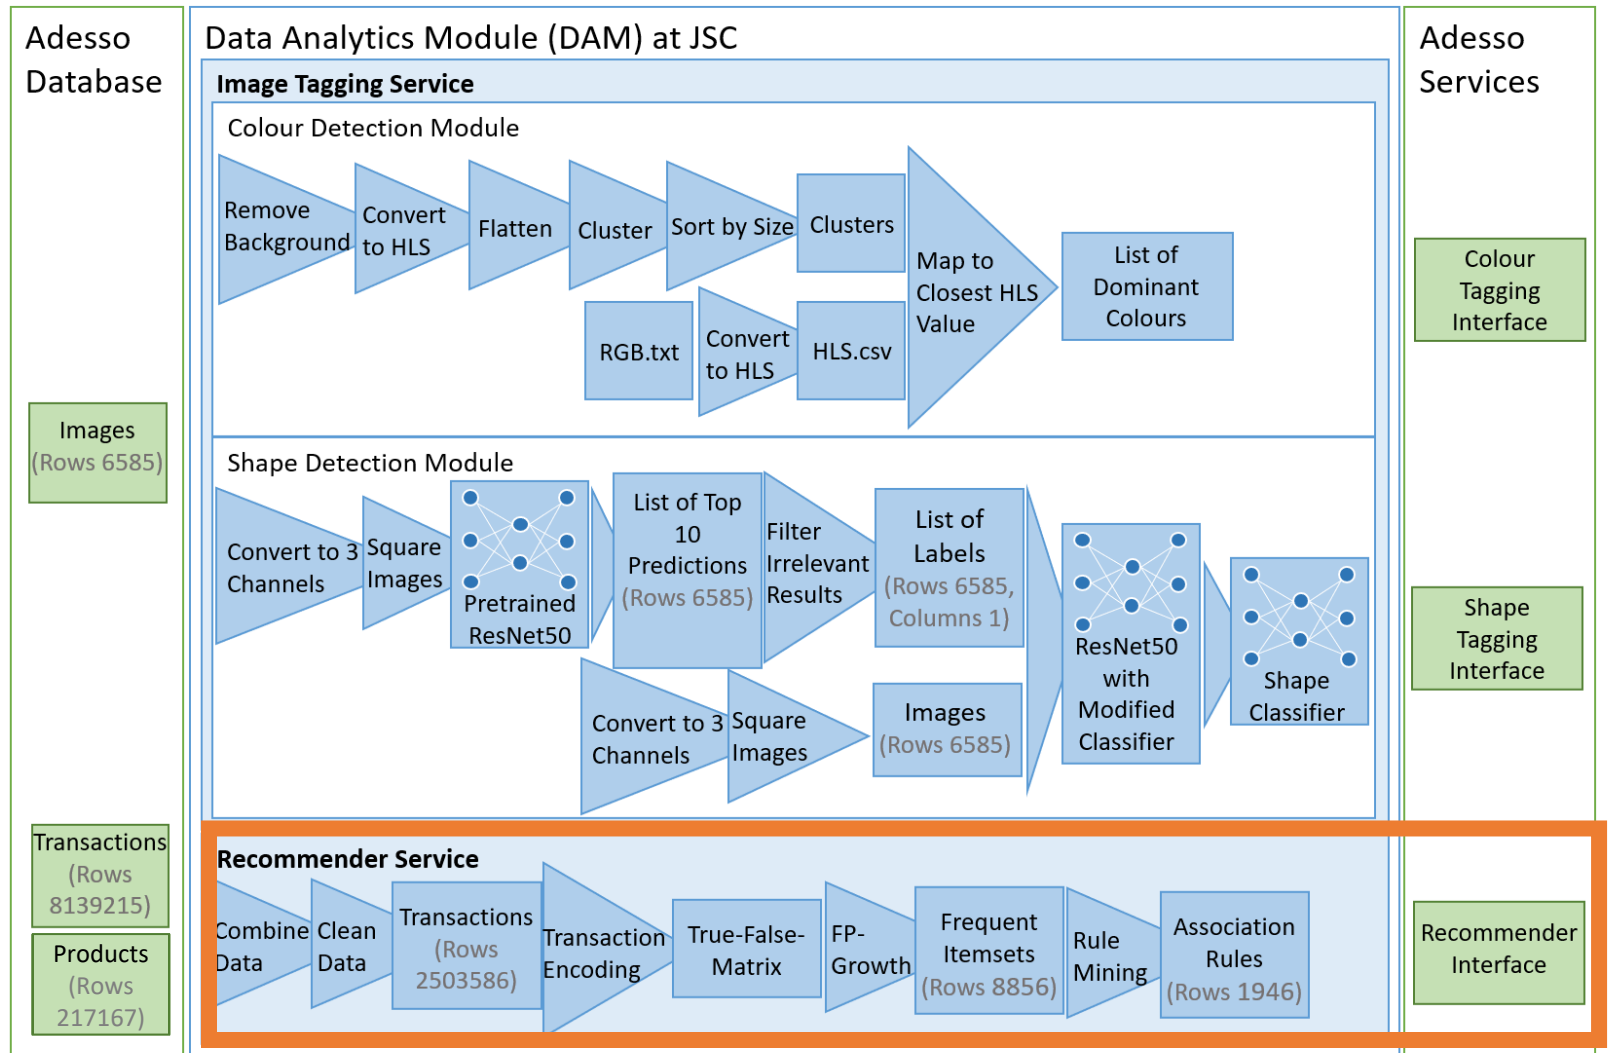 Adesso
Database
Data Analytics Module (DAM) at JSC
Adesso
Services
Image Tagging Service
Colour Detection Module
Remove
Background
Convert
to HLS
Flatten
Cluster
Sort by Size
Clusters
RGB.txt
Convert
to HLS
HLS.csv
Map to
Closest HLS
Value
List of
Dominant
Colours
Colour
Tagging
Interface
Images
(Rows 6585)
Shape Detection Module
Convert to 3
Channels
Square
Images
Pretrained
ResNet50
List of Top
10
Predictions
(Rows 6585)
Filter
Irrelevant
Results
List of
Labels
(Rows 6585,
Columns 1)
Convert to 3
Channels
Square
Images
Images
(Rows 6585)
ResNet50
with
Modified
Classifier
Shape
Classifier
Shape
Tagging
Interface
Transactions
(Rows
8139215)
Products
(Rows
217167)
Recommender Service
Combine
Data
Clean
Data
Transactions
(Rows
2503586)
Transaction
Encoding
True-False-
Matrix
FP-
Growth
Frequent
Itemsets
(Rows 8856)
Rule
Mining
Association
Rules
(Rows 1946)
Recommender
Interface